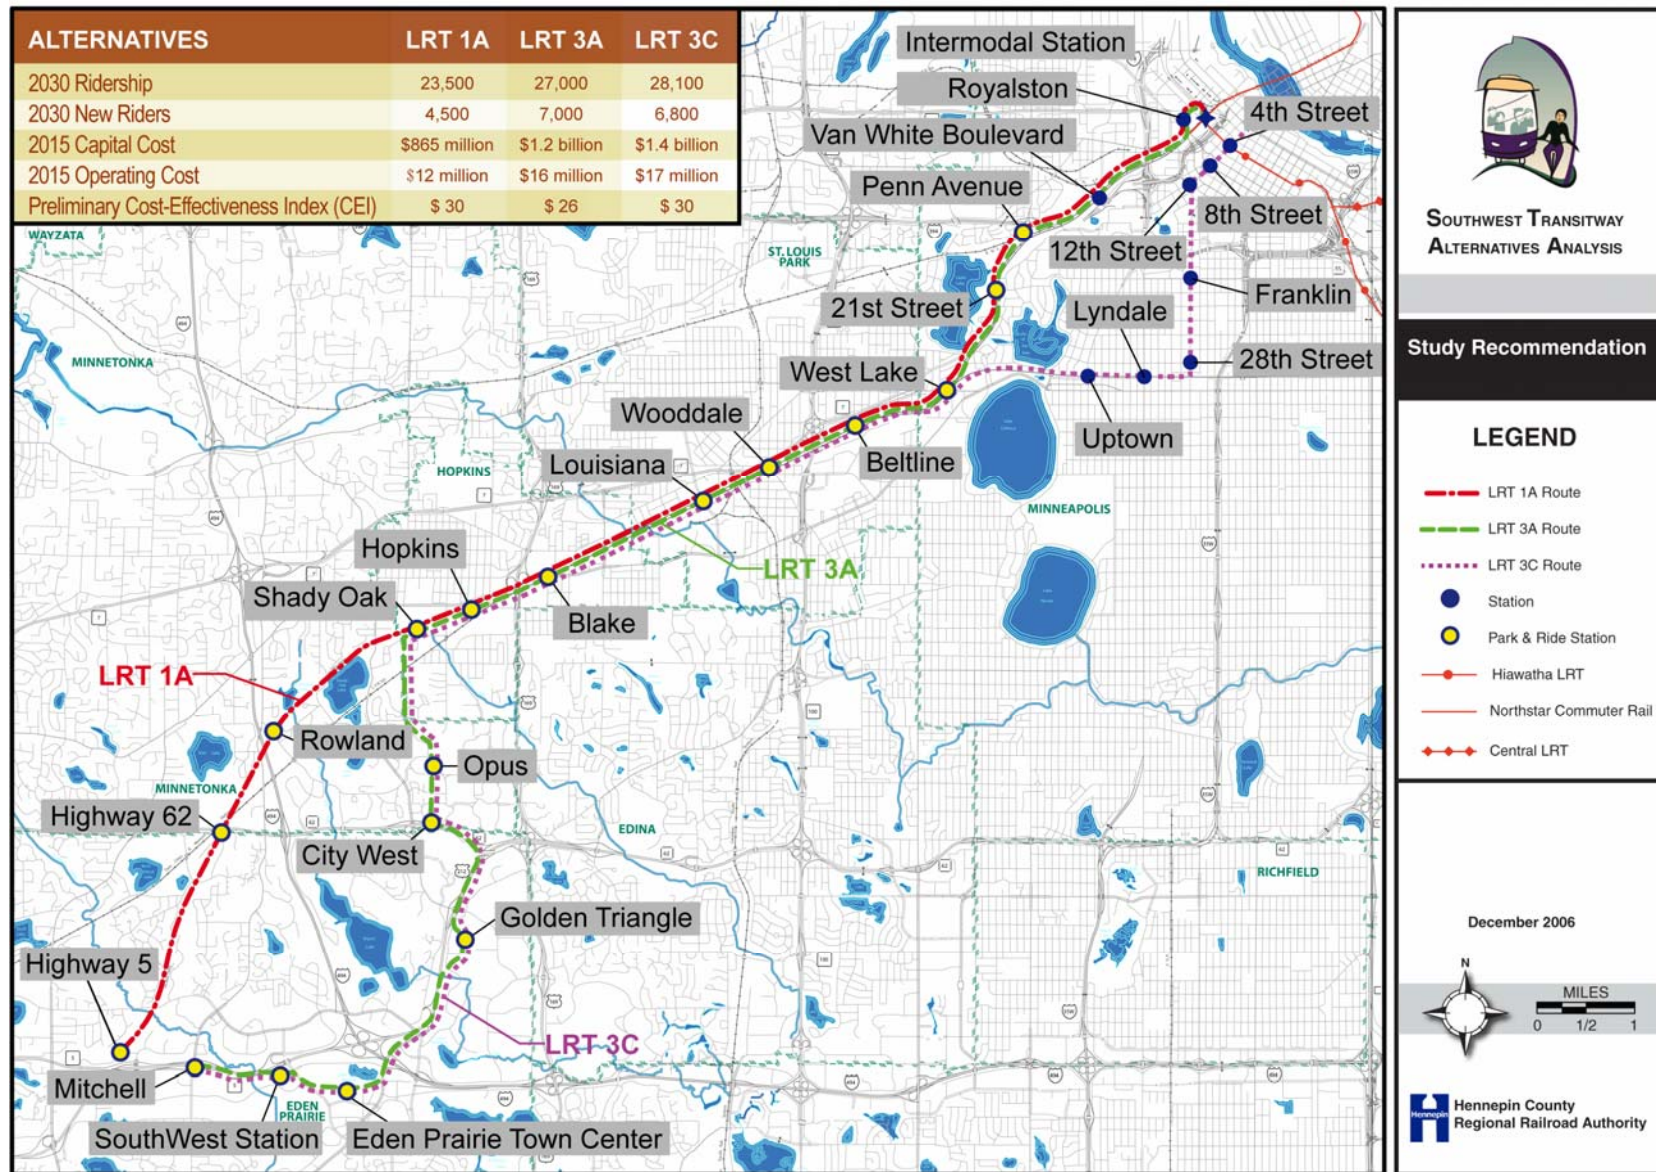 ALTERNATIVES LRT 1A LRT 3A LRT 3C
2030 Ridership 23,500 27,000 28,100
2030 New Riders 4,500 7,000 6,800
2015 Capital Cost $865 million $1.2 billion $1.4 billion
2015 Operating Cost $12 million $16 million $17 million
Preliminary Cost-Effectiveness Index (CEI) $ 30 $ 26 $ 30
Intermodal Station
Royalston
4th Street
Van White Boulevard
Penn Avenue
8th Street
12th Street
WAYZATA
ST. LOUIS
PARK
21st Street
Lyndale
Franklin
MINNETONKA
West Lake
28th Street
Wooddale
Uptown
Louisiana
Beltline
HOPKINS
MINNEAPOLIS
Hopkins
LRT 3A
Shady Oak
Blake
LRT 1A
Rowland
Opus
MINNETONKA
Highway 62
City West
EDINA
RICHFIELD
Golden Triangle
Highway 5
LRT 3C
Mitchell
EDEN
PRAIRIE
SouthWest Station
Eden Prairie Town Center
SOUTHWEST TRANSITWAY
ALTERNATIVES ANALYSIS
Study Recommendation
LEGEND
LRT 1A Route
LRT 3A Route
LRT 3C Route
Station
Park & Ride Station
Hiawatha LRT
Northstar Commuter Rail
Central LRT
December 2006
N
MILES
0 1/2 1
Hennepin
Hennepin County
Regional Railroad Authority